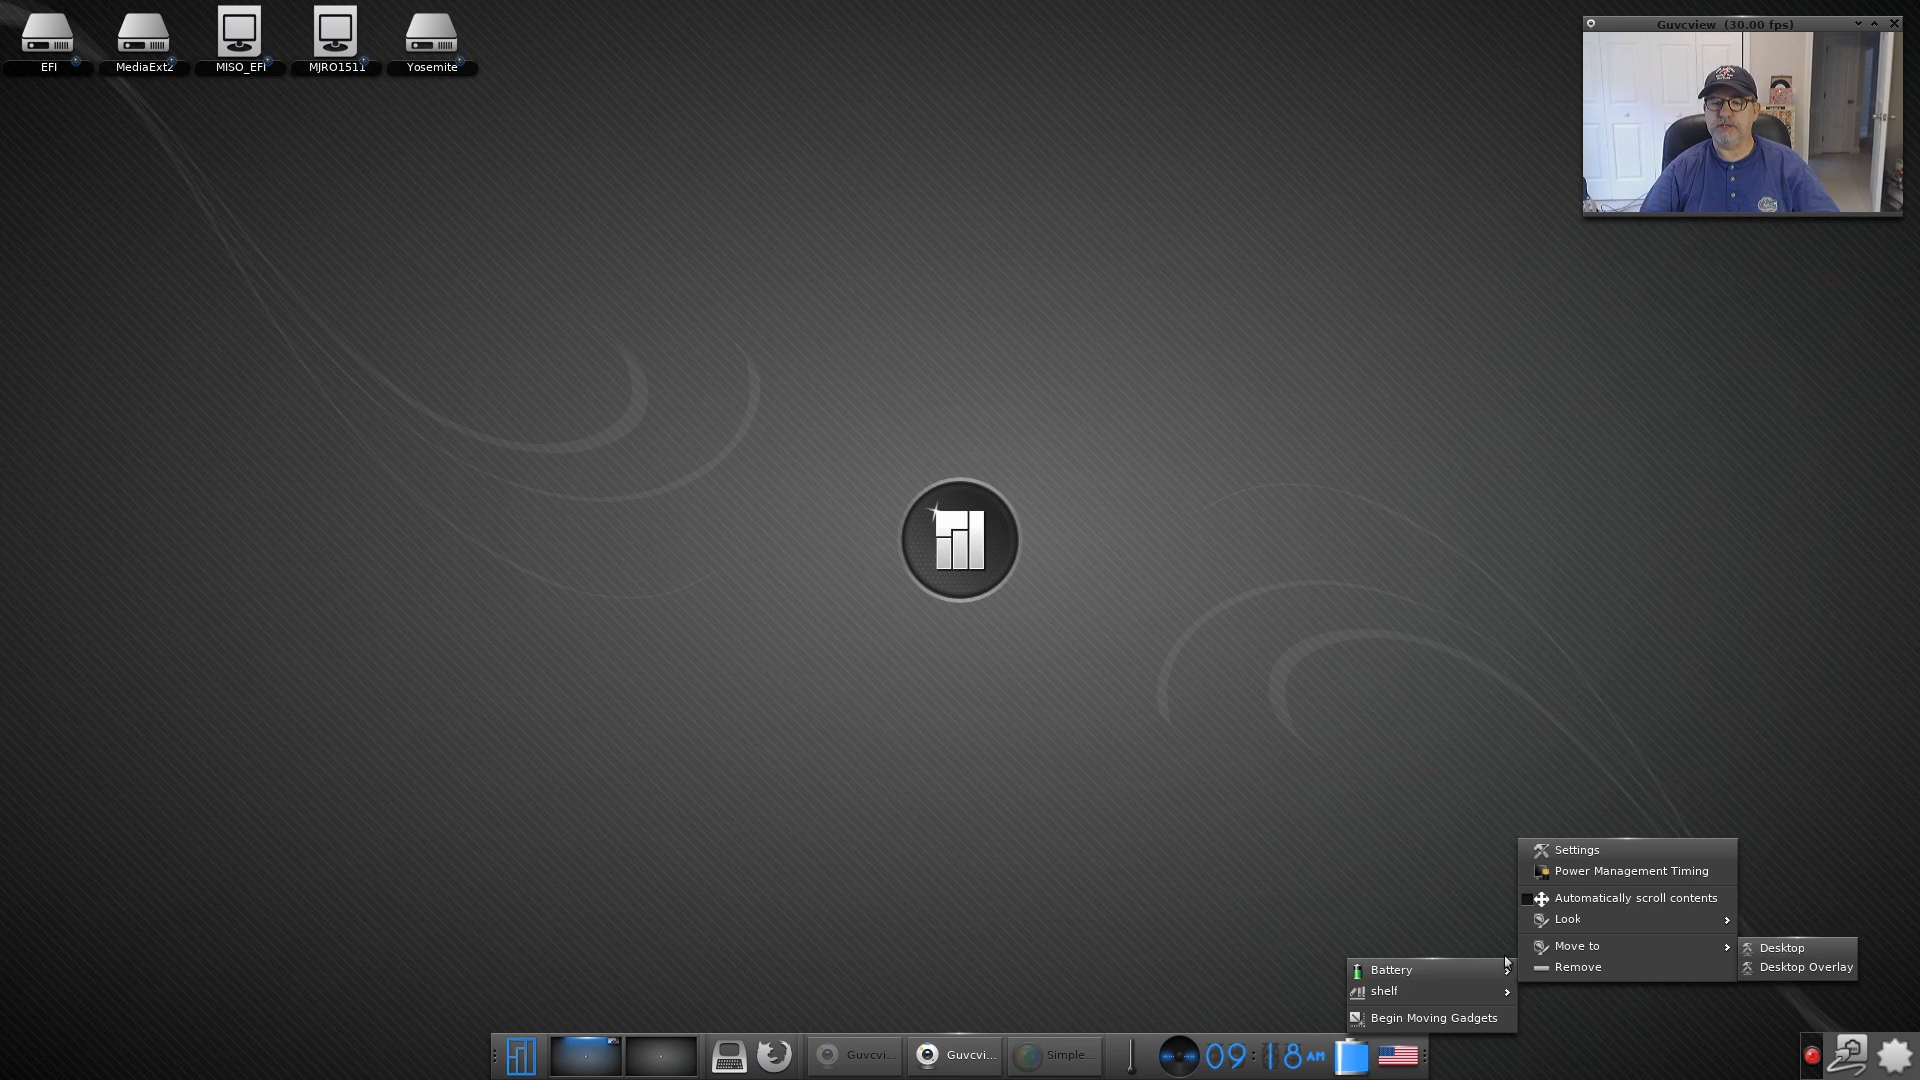 EFI
MediaExt2
MISO_EFI
MJRO1511
Yosemite
Guvcview (30.00 fps)
Settings
Power Management Timing
Automatically scroll contents
Look
Move to
Remove
Desktop
Desktop Overlay
Battery
shelf
Begin Moving Gadgets
Guvcvi...
Guvcvi...
Simple...
09:18 AM